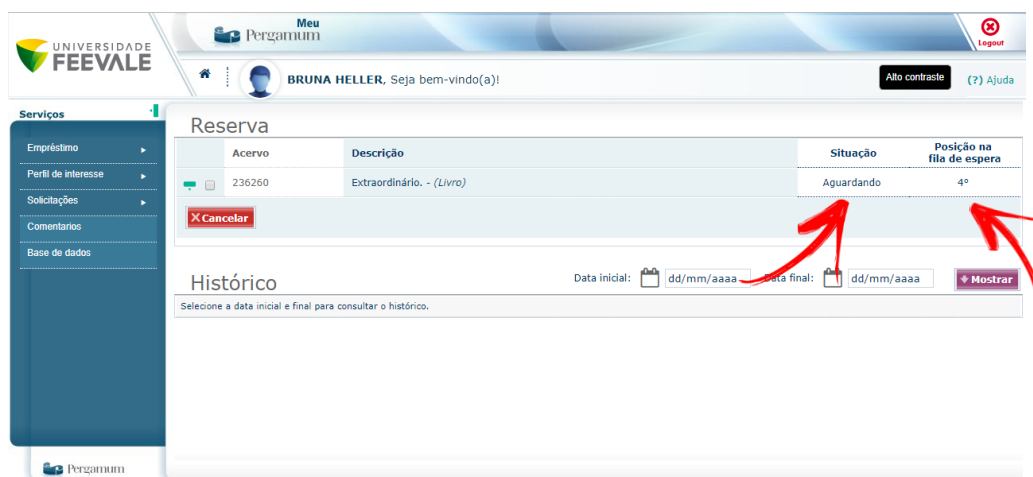 UNIVERSIDADE
FEEVALE
Meu
Pergamum
Logout
BRUNA HELLER, Seja bem-vindo(a)!
Alto contraste
(?) Ajuda
Serviços
Empréstimo
Perfil de interesse
Solicitações
Comentarios
Base de dados
Reserva
Acervo Descrição Situação Posição na
fila de espera
236260 Extraordinário. - (Livro) Aguardando 4º
X Cancelar
Histórico
Data inicial: dd/mm/aaaa Data final: dd/mm/aaaa Mostrar
Selecione a data inicial e final para consultar o histórico.
Pergamum